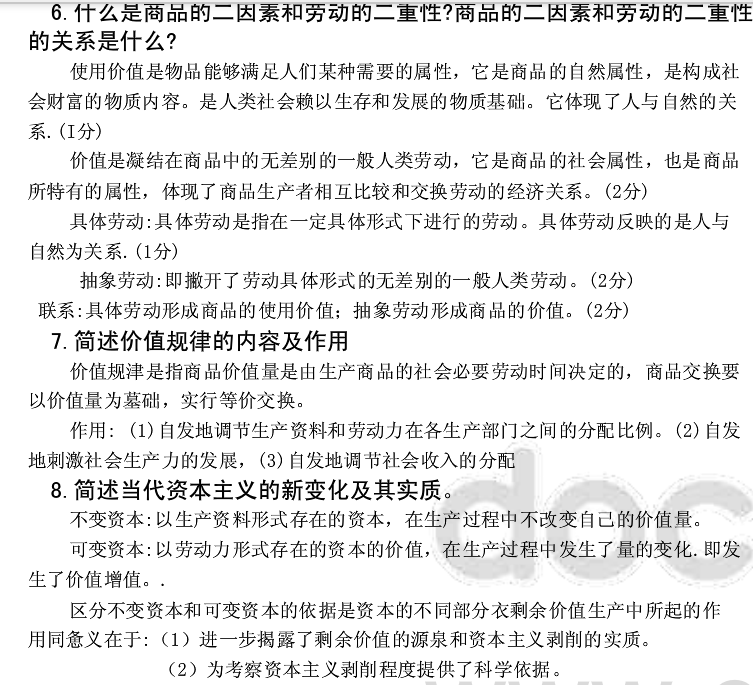 6.什么是商品的二因素和劳动的二重性?商品的二因素和劳动的二重性
的关系是什么?
使用价值是物品能够满足人们某种需要的属性，它是商品的自然属性，是构成社
会财富的物质内容。是人类社会赖以生存和发展的物质基础。它体现了人与自然的关
系.(I分)
价值是凝结在商品中的无差别的一般人类劳动，它是商品的社会属性，也是商品
所特有的属性，体现了商品生产者相互比较和交换劳动的经济关系。(2分)
具体劳动:具体劳动是指在一定具体形式下进行的劳动。具体劳动反映的是人与
自然为关系.(1分)
抽象劳动:即撇开了劳动具体形式的无差别的一般人类劳动。(2分)
联系:具体劳动形成商品的使用价值；抽象劳动形成商品的价值。(2分)
7.简述价值规律的内容及作用
价值规津是指商品价值量是由生产商品的社会必要劳动时间决定的，商品交换要
以价值量为墓础，实行等价交换。
作用：(1)自发地调节生产资料和劳动力在各生产部门之间的分配比例。(2)自发
地刺激社会生产力的发展，(3)自发地调节社会收入的分配
8.简述当代资本主义的新变化及其实质。
不变资本:以生产资料形式存在的资本，在生产过程中不改变自己的价值量。
可变资本:以劳动力形式存在的资本的价值，在生产过程中发生了量的变化.即发
生了价值增值。.
区分不变资本和可变资本的依据是资本的不同部分衣剩余价值生产中所起的作
用同惫义在于:（1）进一步揭露了剩余价值的源泉和资本主义剥削的实质。
（2）为考察资本主义剥削程度提供了科学依据。
doc